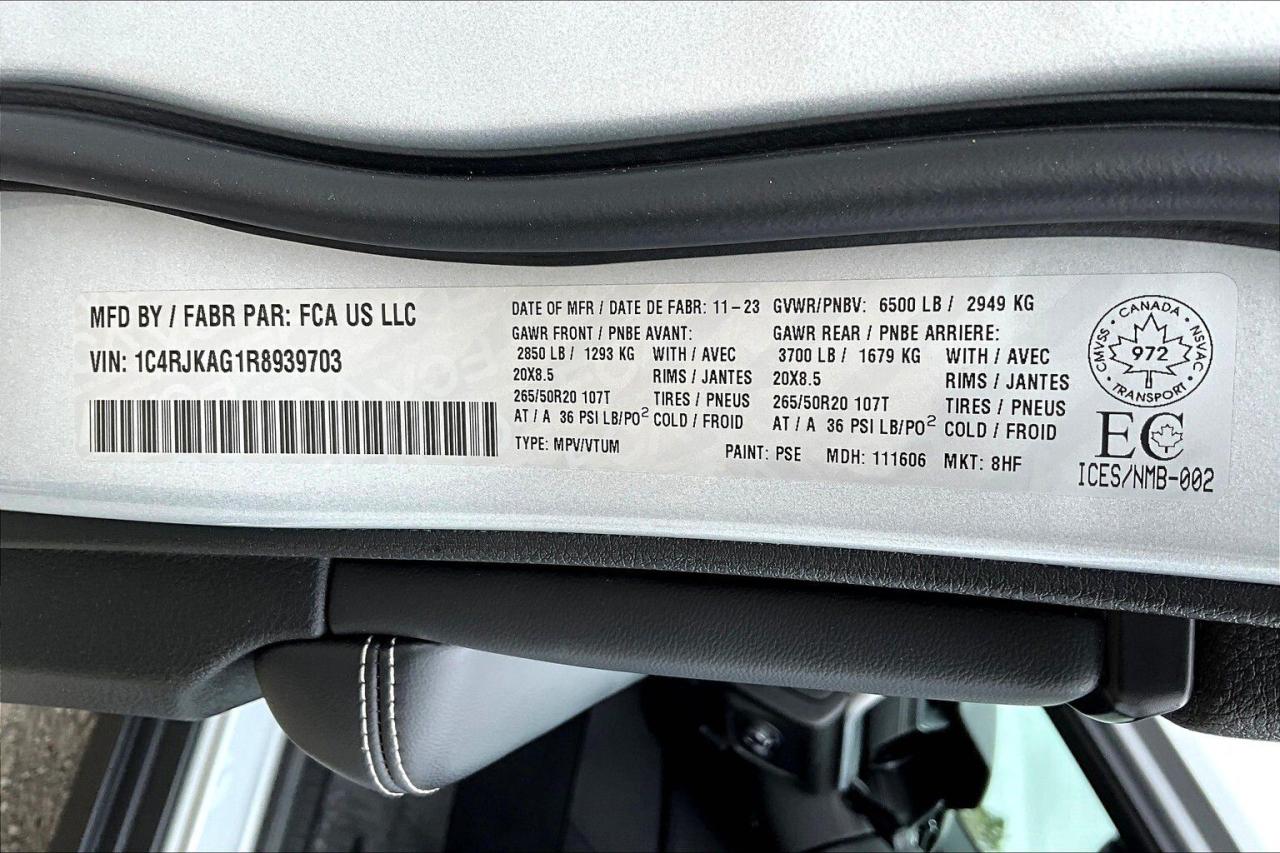 MFD BY / FABR PAR: FCA US LLC
VIN: 1C4RJKAG1R8939703
DATE OF MFR / DATE DE FABR: 11-23 GVWR/PNBV: 6500 LB / 2949 KG
GAWR FRONT / PNBE AVANT: GAWR REAR / PNBE ARRIERE:
2850 LB / 1293 KG WITH / AVEC 3700 LB / 1679 KG WITH / AVEC
20X8.5 RIMS / JANTES 20X8.5 RIMS / JANTES
265/50R20 107T TIRES / PNEUS 265/50R20 107T TIRES / PNEUS
AT / A 36 PSI LB/PO² COLD / FROID AT / A 36 PSI LB/PO² COLD / FROID
TYPE: MPV/VTUM PAINT: PSE MDH: 111606 MKT: 8HF
CMVSS · CANADA · NSVAC · TRANSPORT ·
972
EC
ICES/NMB-002